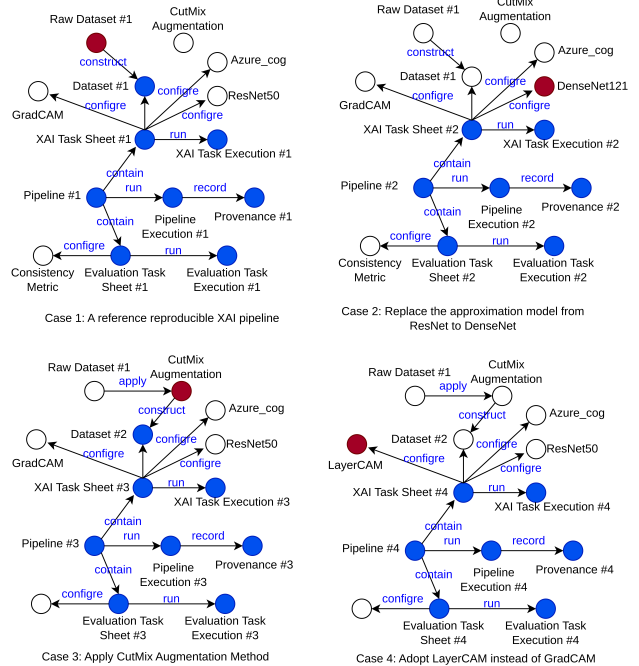 Raw Dataset #1
CutMix
Augmentation
construct
Dataset #1
configre
Azure_cog
GradCAM
configre
ResNet50
configre
XAI Task Sheet #1
run
XAI Task Execution #1
contain
Pipeline #1
run
record
contain
Pipeline
Execution #1
Provenance #1
configre
run
Consistency
Metric
Evaluation Task
Sheet #1
Evaluation Task
Execution #1
Case 1: A reference reproducible XAI pipeline
Raw Dataset #1
CutMix
Augmentation
construct
Dataset #1
configre
Azure_cog
GradCAM
configre
DenseNet121
configre
XAI Task Sheet #2
run
XAI Task Execution #2
contain
Pipeline #2
run
record
contain
Pipeline
Execution #2
Provenance #2
configre
run
Consistency
Metric
Evaluation Task
Sheet #2
Evaluation Task
Execution #2
Case 2: Replace the approximation model from
ResNet to DenseNet
Raw Dataset #1
CutMix
Augmentation
apply
construct
Dataset #2
configre
Azure_cog
GradCAM
configre
ResNet50
configre
XAI Task Sheet #3
run
XAI Task Execution #3
contain
Pipeline #3
run
record
contain
Pipeline
Execution #3
Provenance #3
configre
run
Evaluation Task
Sheet #3
Evaluation Task
Execution #3
Case 3: Apply CutMix Augmentation Method
Raw Dataset #1
CutMix
Augmentation
apply
construct
Dataset #2
configre
Azure_cog
LayerCAM
configre
ResNet50
configre
XAI Task Sheet #4
run
XAI Task Execution #4
contain
Pipeline #4
run
record
contain
Pipeline
Execution #4
Provenance #4
configre
run
Evaluation Task
Sheet #4
Evaluation Task
Execution #4
Case 4: Adopt LayerCAM instead of GradCAM